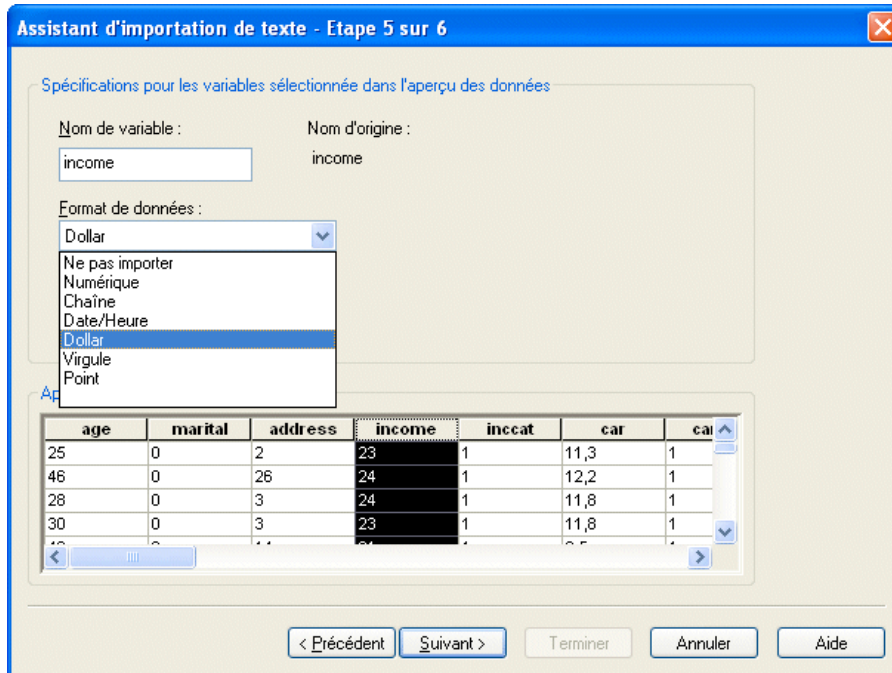 Assistant d'importation de texte - Etape 5 sur 6
Spécifications pour les variables sélectionnée dans l'aperçu des données
Nom de variable :
Nom d'origine :
income
income
Format de données :
Dollar
Ne pas importer
Numérique
Chaîne
Date/Heure
Dollar
Virgule
Point
age marital address income inccat car
25 0 2 23 1 11,3 1
46 0 26 24 1 12,2 1
28 0 3 24 1 11,8 1
30 0 3 23 1 11,8 1
< Précédent Suivant > Terminer Annuler Aide